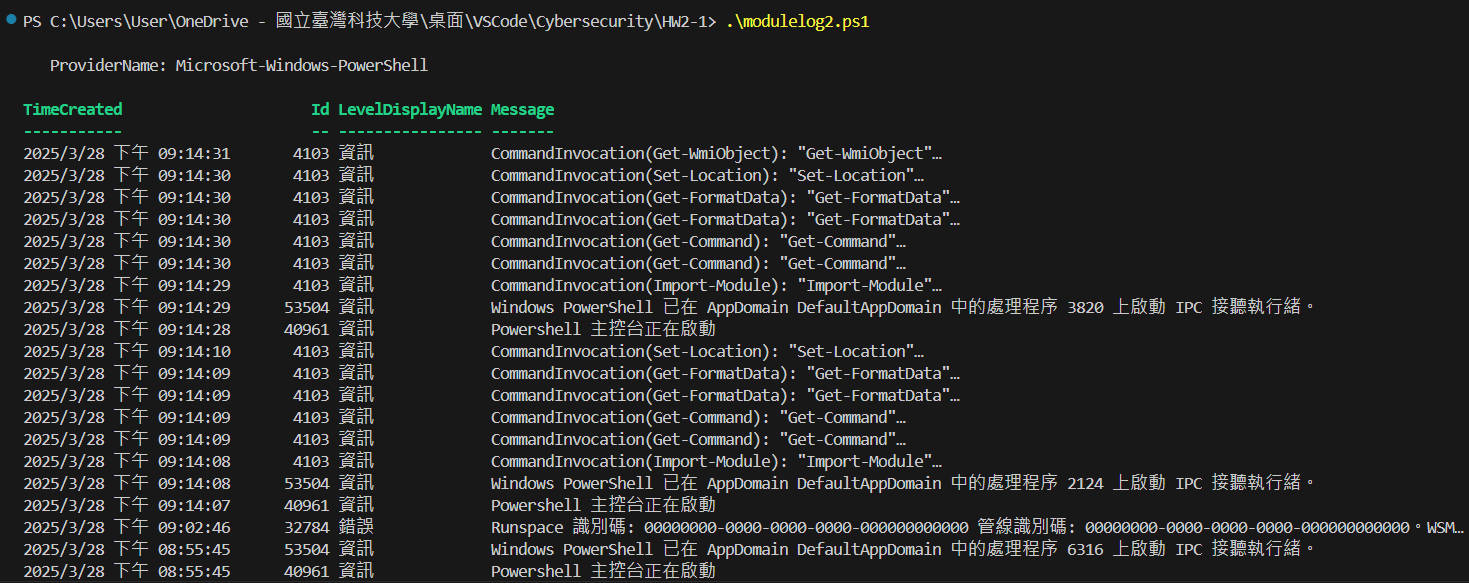 PS C:\Users\User\OneDrive - 國立臺灣科技大學\桌面\VSCode\Cybersecurity\HW2-1> .\modulelog2.ps1
ProviderName: Microsoft-Windows-PowerShell
TimeCreated Id LevelDisplayName Message
----------- -- ---------------- -------
2025/3/28 下午 09:14:31 4103 資訊 CommandInvocation(Get-WmiObject): "Get-WmiObject"…
2025/3/28 下午 09:14:30 4103 資訊 CommandInvocation(Set-Location): "Set-Location"…
2025/3/28 下午 09:14:30 4103 資訊 CommandInvocation(Get-FormatData): "Get-FormatData"…
2025/3/28 下午 09:14:30 4103 資訊 CommandInvocation(Get-FormatData): "Get-FormatData"…
2025/3/28 下午 09:14:30 4103 資訊 CommandInvocation(Get-Command): "Get-Command"…
2025/3/28 下午 09:14:30 4103 資訊 CommandInvocation(Get-Command): "Get-Command"…
2025/3/28 下午 09:14:29 4103 資訊 CommandInvocation(Import-Module): "Import-Module"…
2025/3/28 下午 09:14:29 53504 資訊 Windows PowerShell 已在 AppDomain DefaultAppDomain 中的處理程序 3820 上啟動 IPC 接聽執行緒。
2025/3/28 下午 09:14:28 40961 資訊 Powershell 主控台正在啟動
2025/3/28 下午 09:14:10 4103 資訊 CommandInvocation(Set-Location): "Set-Location"…
2025/3/28 下午 09:14:09 4103 資訊 CommandInvocation(Get-FormatData): "Get-FormatData"…
2025/3/28 下午 09:14:09 4103 資訊 CommandInvocation(Get-FormatData): "Get-FormatData"…
2025/3/28 下午 09:14:09 4103 資訊 CommandInvocation(Get-Command): "Get-Command"…
2025/3/28 下午 09:14:09 4103 資訊 CommandInvocation(Get-Command): "Get-Command"…
2025/3/28 下午 09:14:08 4103 資訊 CommandInvocation(Import-Module): "Import-Module"…
2025/3/28 下午 09:14:08 53504 資訊 Windows PowerShell 已在 AppDomain DefaultAppDomain 中的處理程序 2124 上啟動 IPC 接聽執行緒。
2025/3/28 下午 09:14:07 40961 資訊 Powershell 主控台正在啟動
2025/3/28 下午 09:02:46 32784 錯誤 Runspace 識別碼: 00000000-0000-0000-0000-000000000000 管線識別碼: 00000000-0000-0000-0000-000000000000。WSM…
2025/3/28 下午 08:55:45 53504 資訊 Windows PowerShell 已在 AppDomain DefaultAppDomain 中的處理程序 6316 上啟動 IPC 接聽執行緒。
2025/3/28 下午 08:55:45 40961 資訊 Powershell 主控台正在啟動